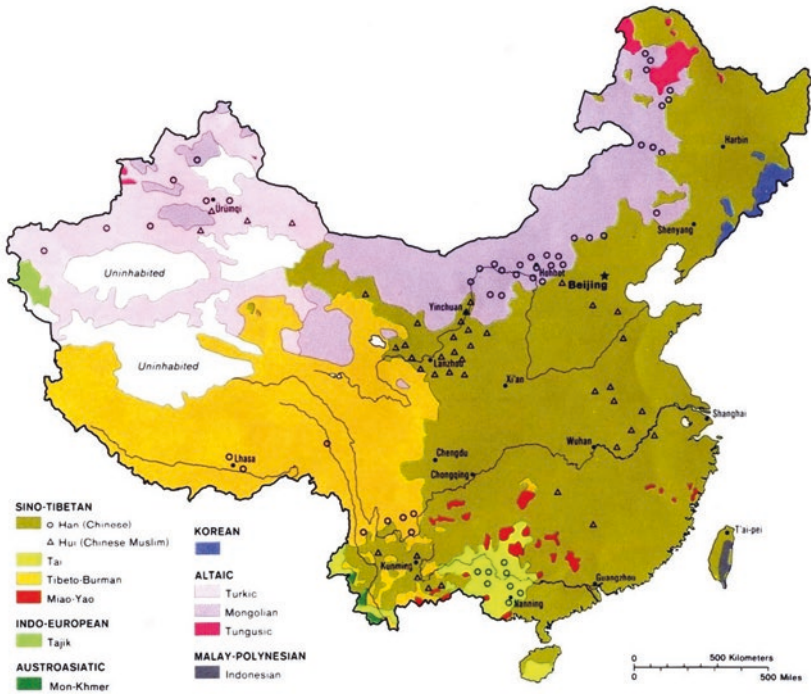 Harbin
Shenyang
Ürümqi
Uninhabited
Hohhot
Beijing
Yinchuan
Uninhabited
Lanzhou
Xi'an
Shanghai
Wuhan
Lhasa
Chengdu
Chongqing
T'ai-pei
Kunming
Guangzhou
Nanning
SINO-TIBETAN
Han (Chinese)
Hui (Chinese Muslim)
Tai
Tibeto-Burman
Miao-Yao
INDO-EUROPEAN
Tajik
AUSTROASIATIC
Mon-Khmer
KOREAN
ALTAIC
Turkic
Mongolian
Tungusic
MALAY-POLYNESIAN
Indonesian
0 500 Kilometers
0 500 Miles